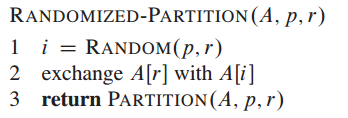 RANDOMIZED-PARTITION(A, p, r)
1 i = RANDOM(p, r)
2 exchange A[r] with A[i]
3 return PARTITION(A, p, r)